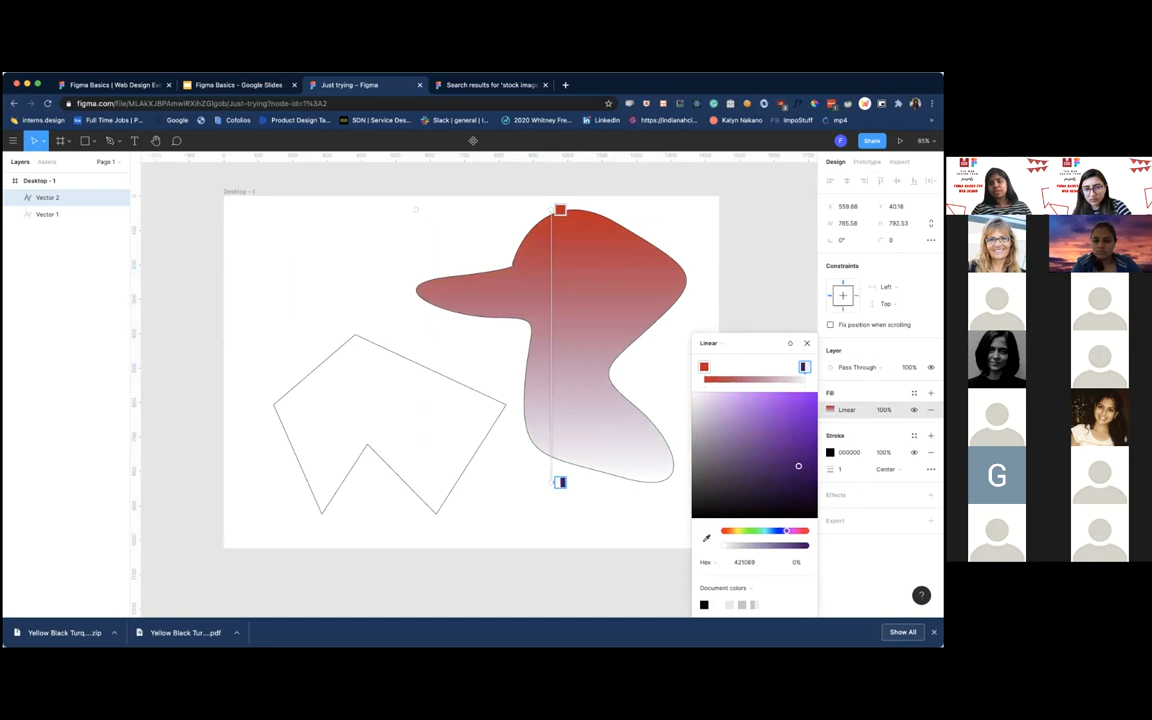 Figma Basics | Web Design Eve
Figma Basics - Google Slides
Just trying – Figma
Search results for 'stock imag
figma.com/file/MLAkXJBPAmwIRXihZGlgob/Just-trying?node-id=1%3A2
interns.design
Full Time Jobs | P...
Google
Cofolios
Product Design Ta...
SDN | Service Des...
Slack | general | ...
2020 Whitney Fre...
LinkedIn
https://indianahci...
Kalyn Nakano
ImpoStuff
mp4
»
F
Share
65%
Layers
Assets
Page 1
Design
Prototype
Inspect
Desktop - 1
Vector 2
Vector 1
Desktop - 1
X 559.68
Y 40.18
W 785.58
H 792.53
0°
0
Constraints
Left
Top
Fix position when scrolling
Layer
Pass Through
100%
Fill
Linear
100%
Stroke
000000
100%
1
Center
Effects
Export
Linear
Hex
421069
0%
Document colors
?
G
Yellow Black Turq....zip
Yellow Black Tur....pdf
Show All